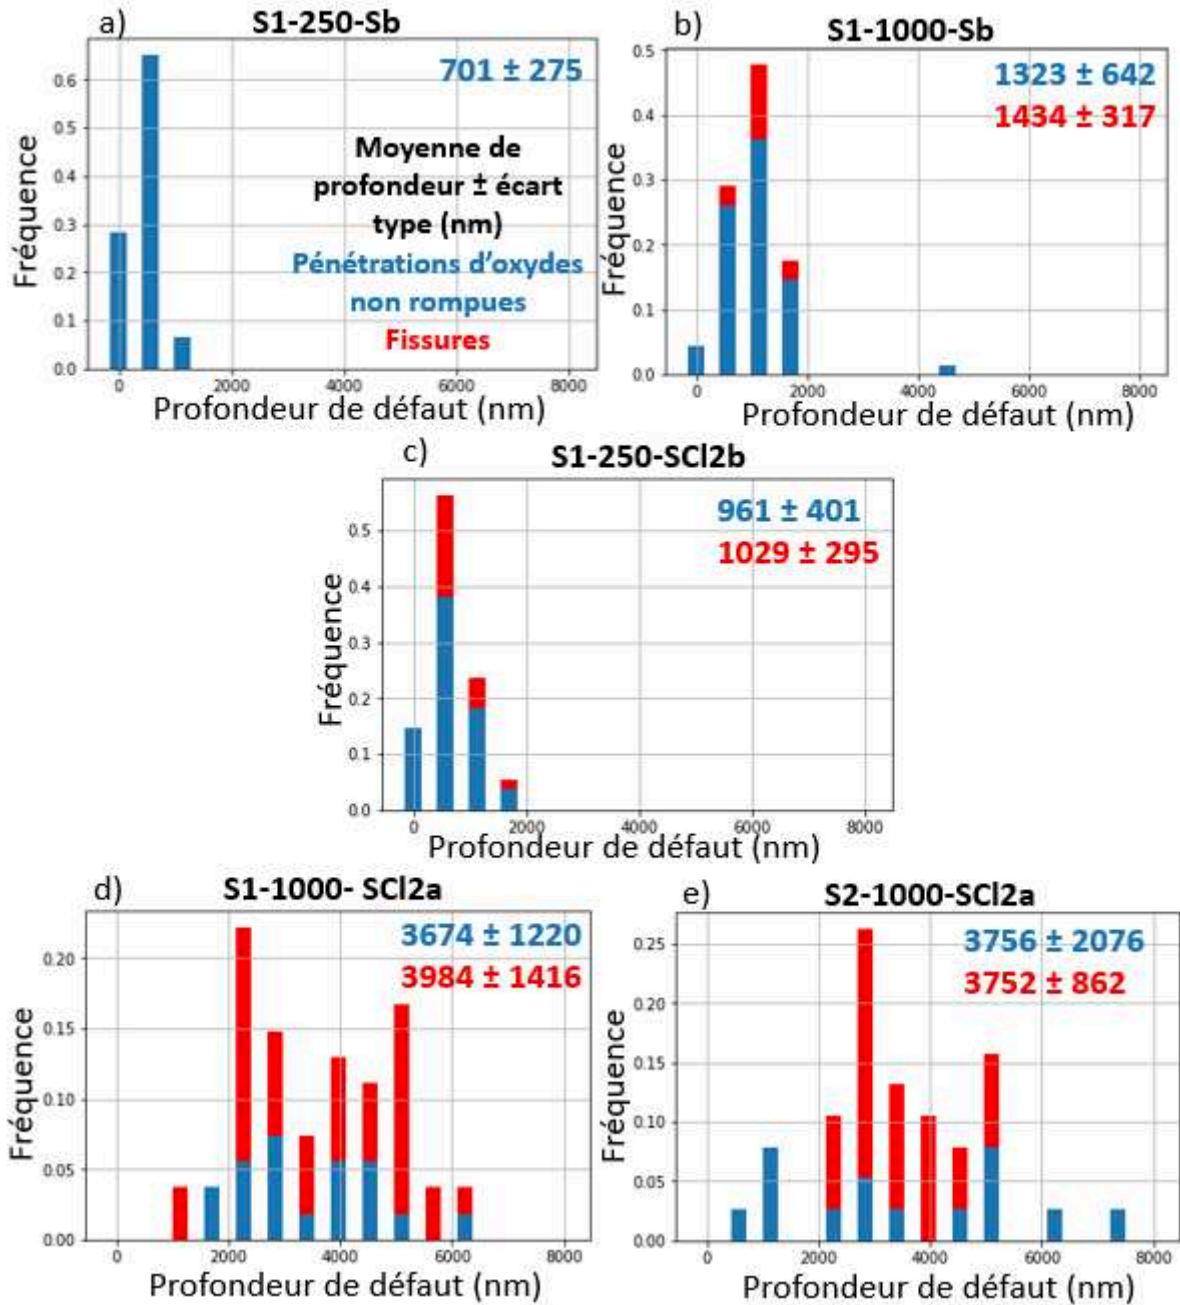 a)
S1-250-Sb
701 ± 275
Moyenne de
profondeur ± écart
type (nm)
Pénétrations d'oxydes
non rompues
Fissures
Fréquence
0.6
0.5
0.4
0.3
0.2
0.1
0.0
0 2000 4000 6000 8000
Profondeur de défaut (nm)
b)
S1-1000-Sb
1323 ± 642
1434 ± 317
Fréquence
0.5
0.4
0.3
0.2
0.1
0.0
0 2000 4000 6000 8000
Profondeur de défaut (nm)
c)
S1-250-SCl2b
961 ± 401
1029 ± 295
Fréquence
0.5
0.4
0.3
0.2
0.1
0.0
0 2000 4000 6000 8000
Profondeur de défaut (nm)
d)
S1-1000- SCl2a
3674 ± 1220
3984 ± 1416
Fréquence
0.20
0.15
0.10
0.05
0.00
0 2000 4000 6000 8000
Profondeur de défaut (nm)
e)
S2-1000-SCl2a
3756 ± 2076
3752 ± 862
Fréquence
0.25
0.20
0.15
0.10
0.05
0.00
0 2000 4000 6000 8000
Profondeur de défaut (nm)